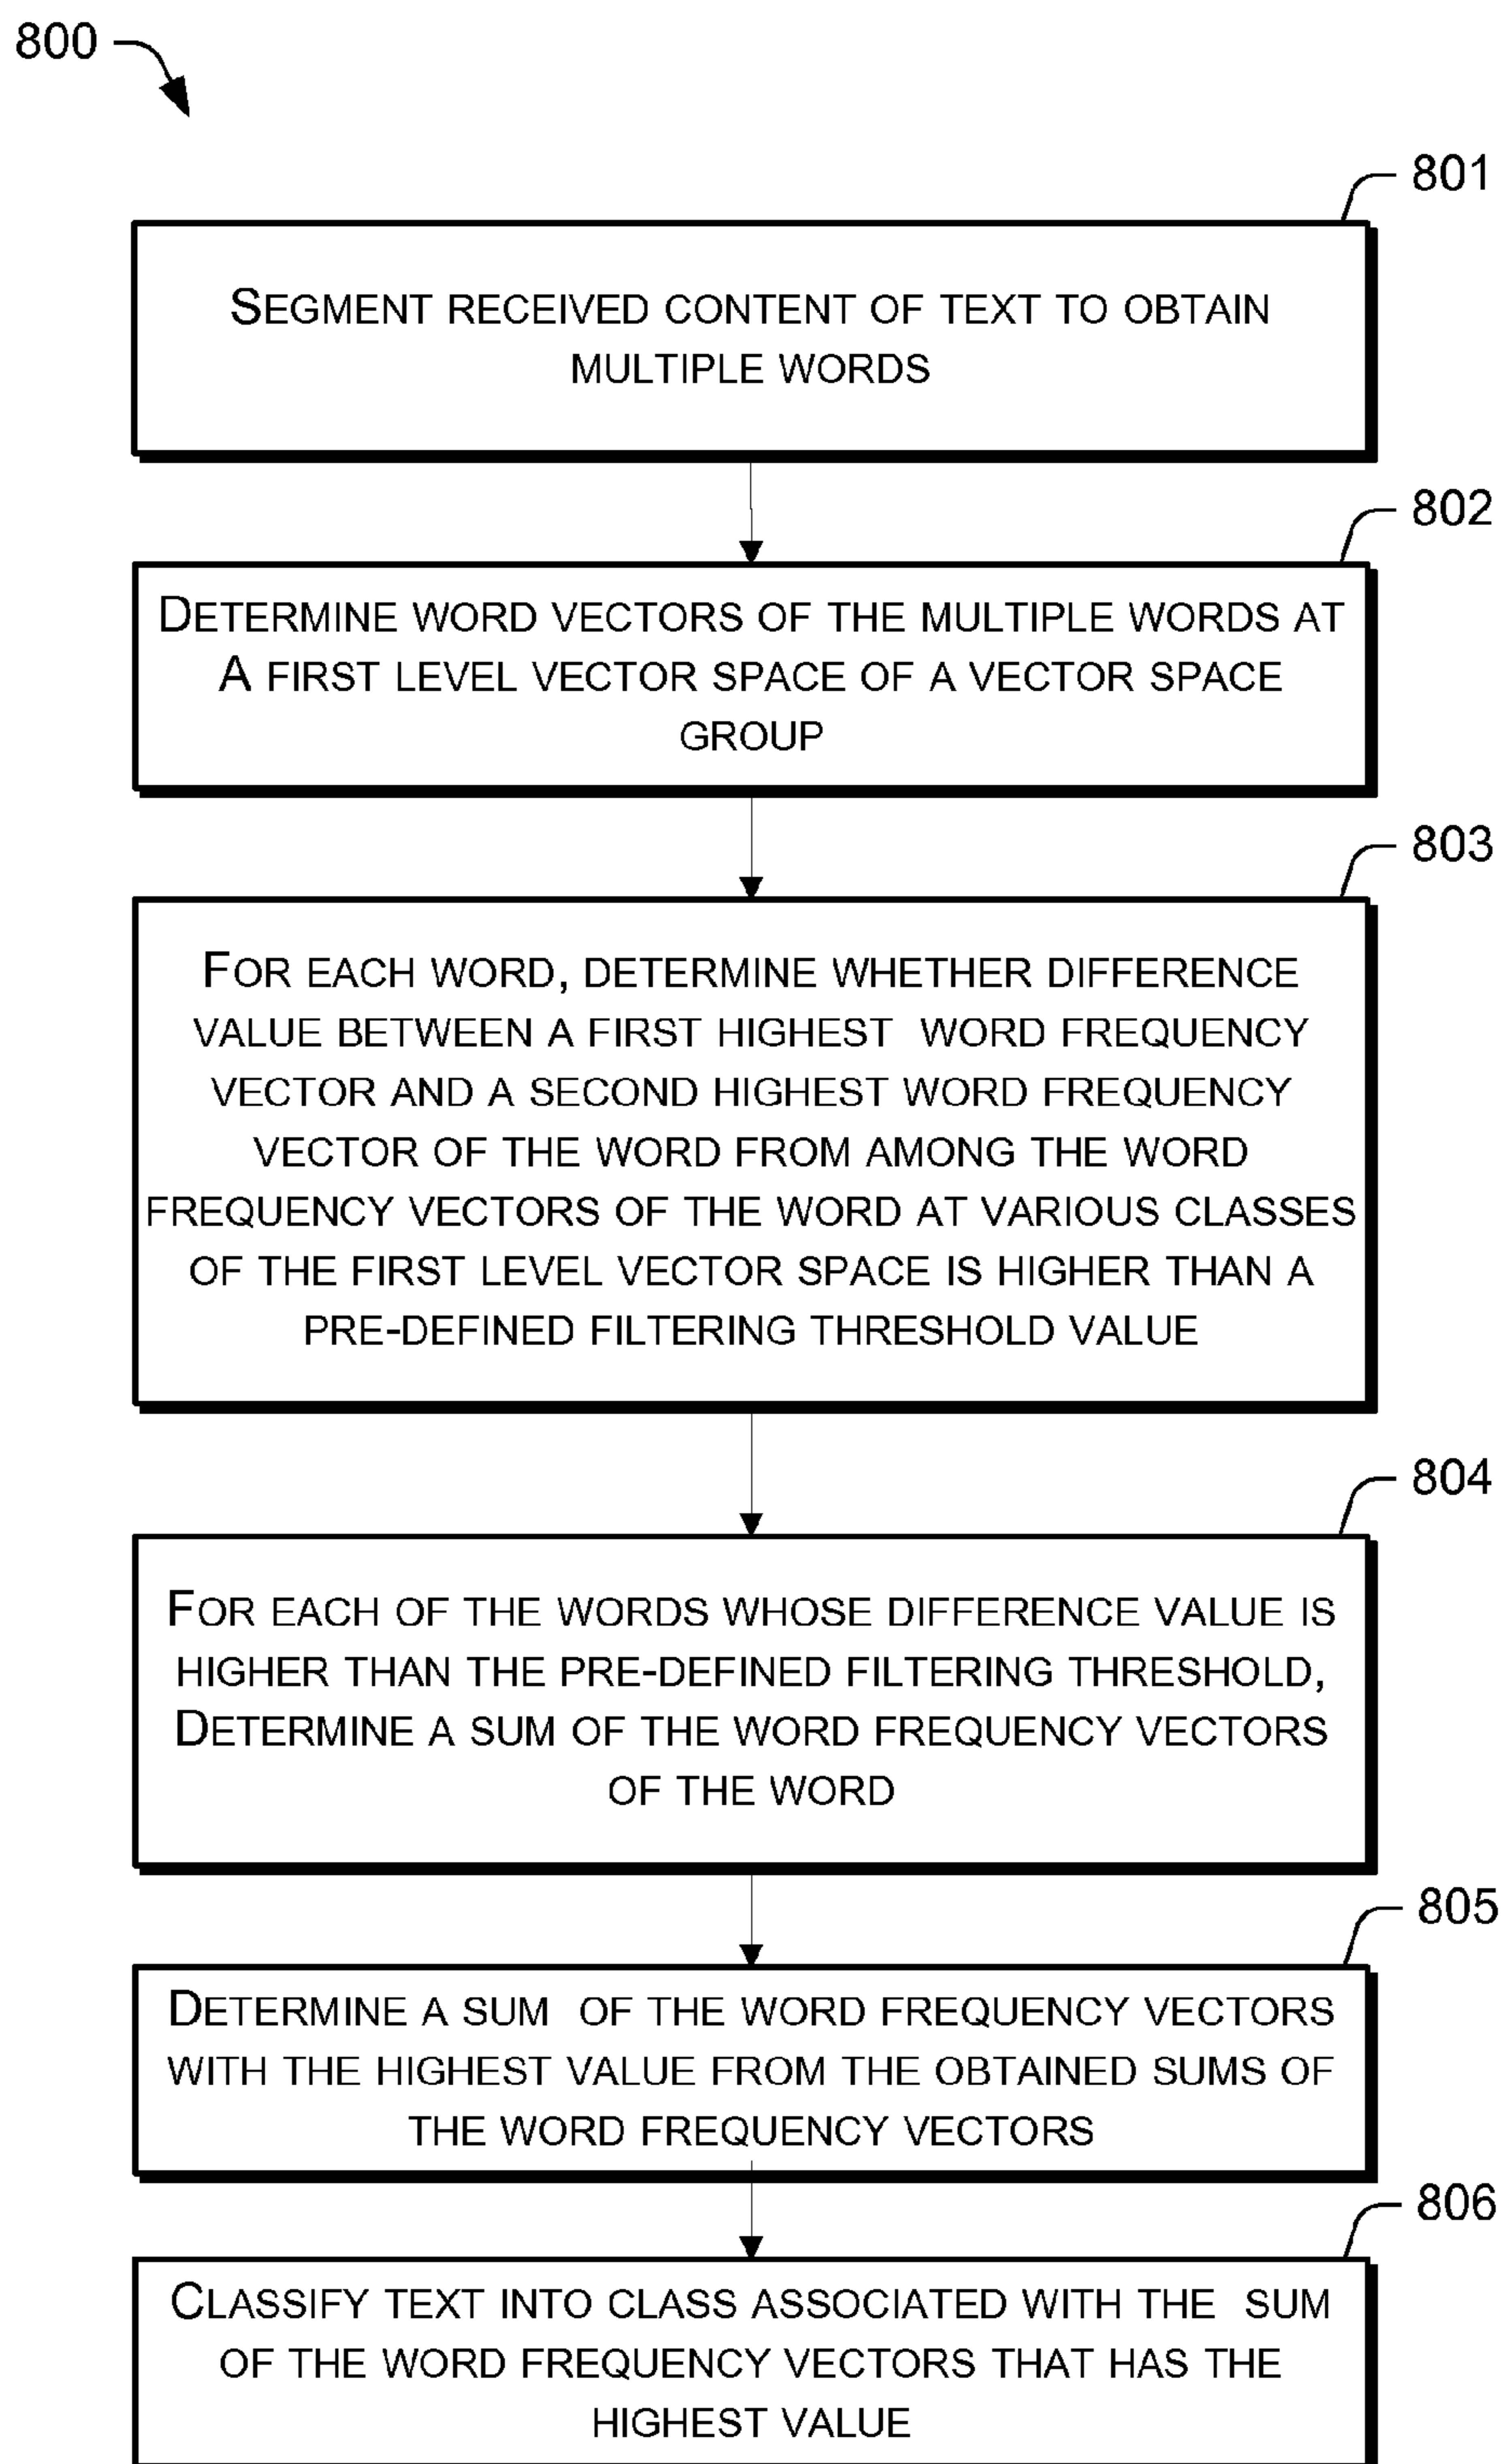 800
801
SEGMENT RECEIVED CONTENT OF TEXT TO OBTAIN
MULTIPLE WORDS
802
DETERMINE WORD VECTORS OF THE MULTIPLE WORDS AT
A FIRST LEVEL VECTOR SPACE OF A VECTOR SPACE
GROUP
803
FOR EACH WORD, DETERMINE WHETHER DIFFERENCE
VALUE BETWEEN A FIRST HIGHEST WORD FREQUENCY
VECTOR AND A SECOND HIGHEST WORD FREQUENCY
VECTOR OF THE WORD FROM AMONG THE WORD
FREQUENCY VECTORS OF THE WORD AT VARIOUS CLASSES
OF THE FIRST LEVEL VECTOR SPACE IS HIGHER THAN A
PRE-DEFINED FILTERING THRESHOLD VALUE
804
FOR EACH OF THE WORDS WHOSE DIFFERENCE VALUE IS
HIGHER THAN THE PRE-DEFINED FILTERING THRESHOLD,
DETERMINE A SUM OF THE WORD FREQUENCY VECTORS
OF THE WORD
805
DETERMINE A SUM OF THE WORD FREQUENCY VECTORS
WITH THE HIGHEST VALUE FROM THE OBTAINED SUMS OF
THE WORD FREQUENCY VECTORS
806
CLASSIFY TEXT INTO CLASS ASSOCIATED WITH THE SUM
OF THE WORD FREQUENCY VECTORS THAT HAS THE
HIGHEST VALUE